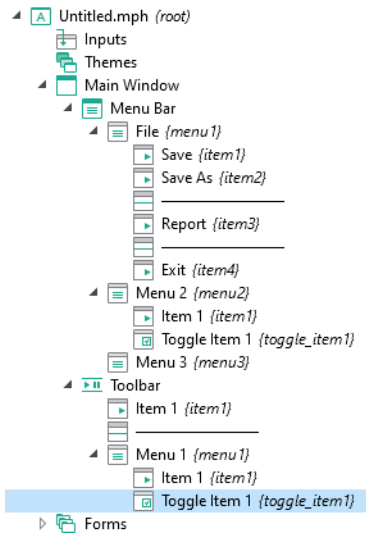 Untitled.mph (root)
Inputs
Themes
Main Window
Menu Bar
File {menu1}
Save {item1}
Save As {item2}
Report {item3}
Exit {item4}
Menu 2 {menu2}
Item 1 {item1}
Toggle Item 1 {toggle_item1}
Menu 3 {menu3}
Toolbar
Item 1 {item1}
Menu 1 {menu1}
Item 1 {item1}
Toggle Item 1 {toggle_item1}
Forms